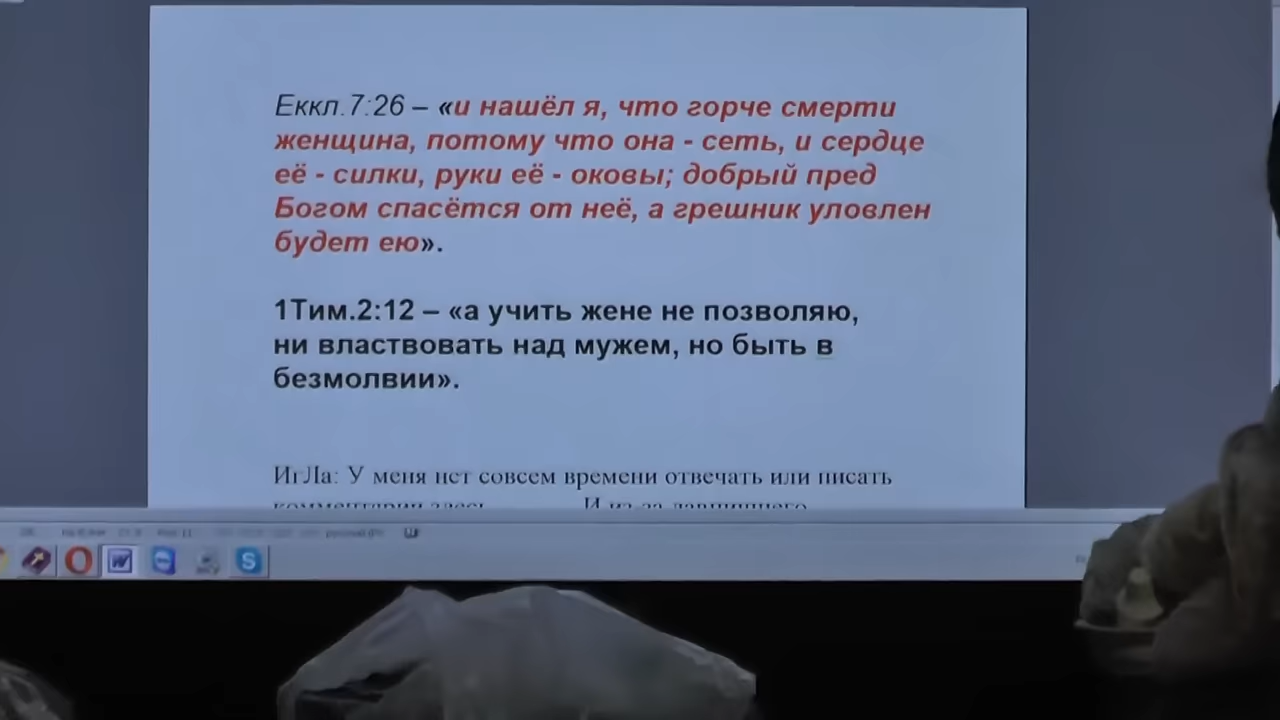 Еккл.7:26 – «и нашёл я, что горче смерти
женщина, потому что она - сеть, и сердце
её - силки, руки её - оковы; добрый пред
Богом спасётся от неё, а грешник уловлен
будет ею».
1Тим.2:12 – «а учить жене не позволяю,
ни властвовать над мужем, но быть в
безмолвии».
ИгЛа: У меня нет совсем времени отвечать или писать